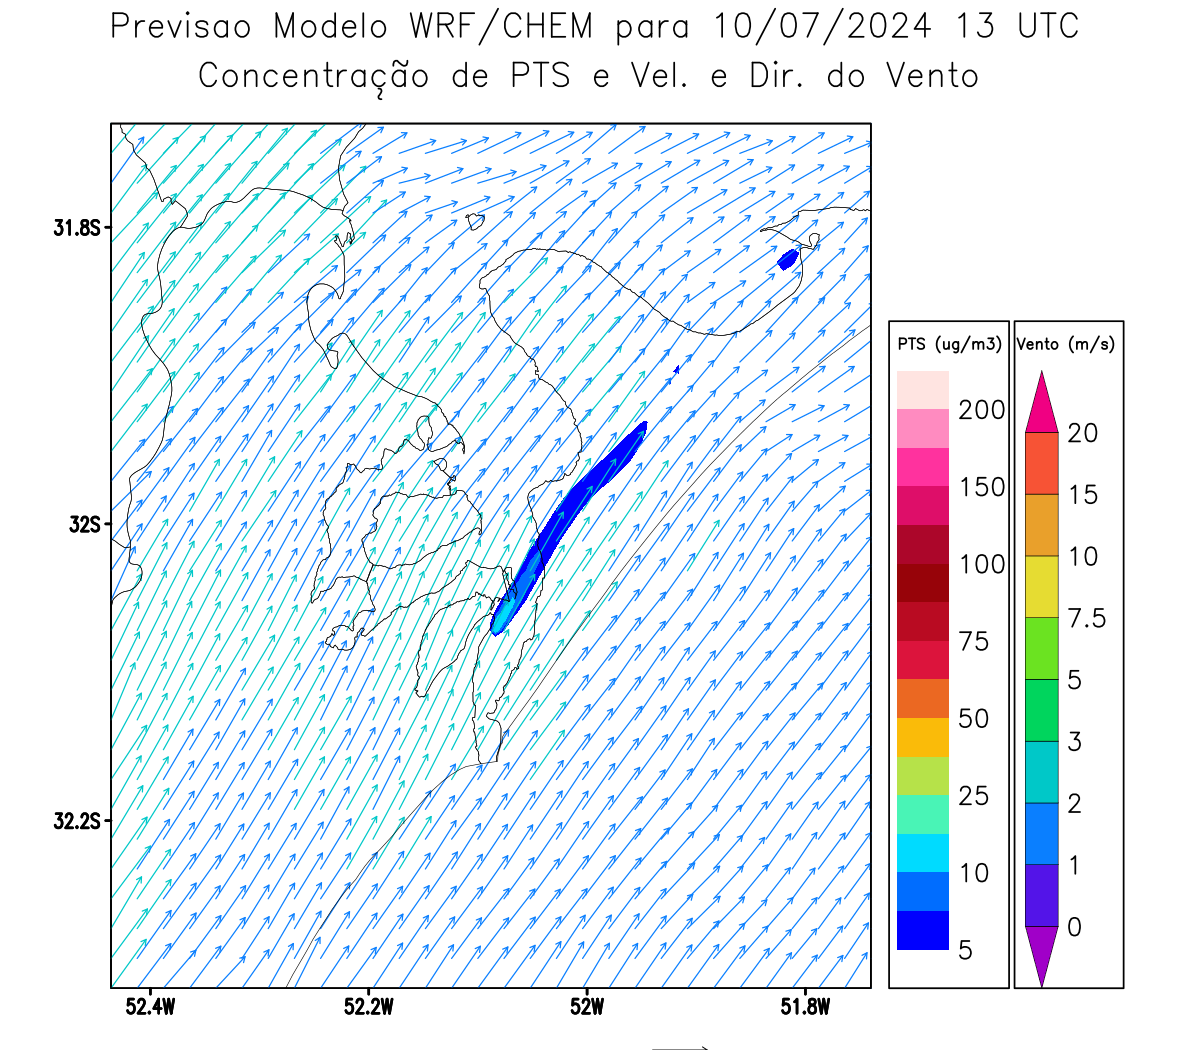 Previsao Modelo WRF/CHEM para 10/07/2024 13 UTC
Concentração de PTS e Vel. e Dir. do Vento
31.8S
32S
32.2S
52.4W
52.2W
52W
51.8W
PTS (ug/m3)
200
150
100
75
50
25
10
5
Vento (m/s)
20
15
10
7.5
5
3
2
1
0